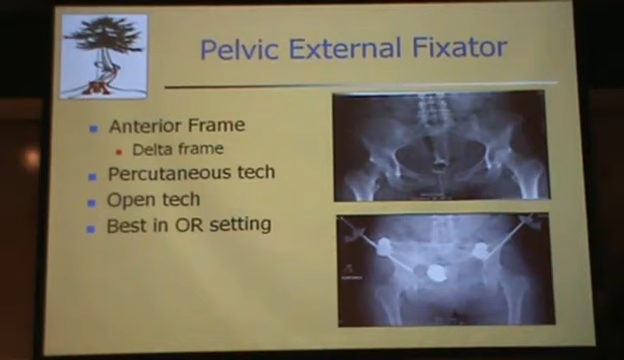 Pelvic External Fixator
Anterior Frame
Delta frame
Percutaneous tech
Open tech
Best in OR setting